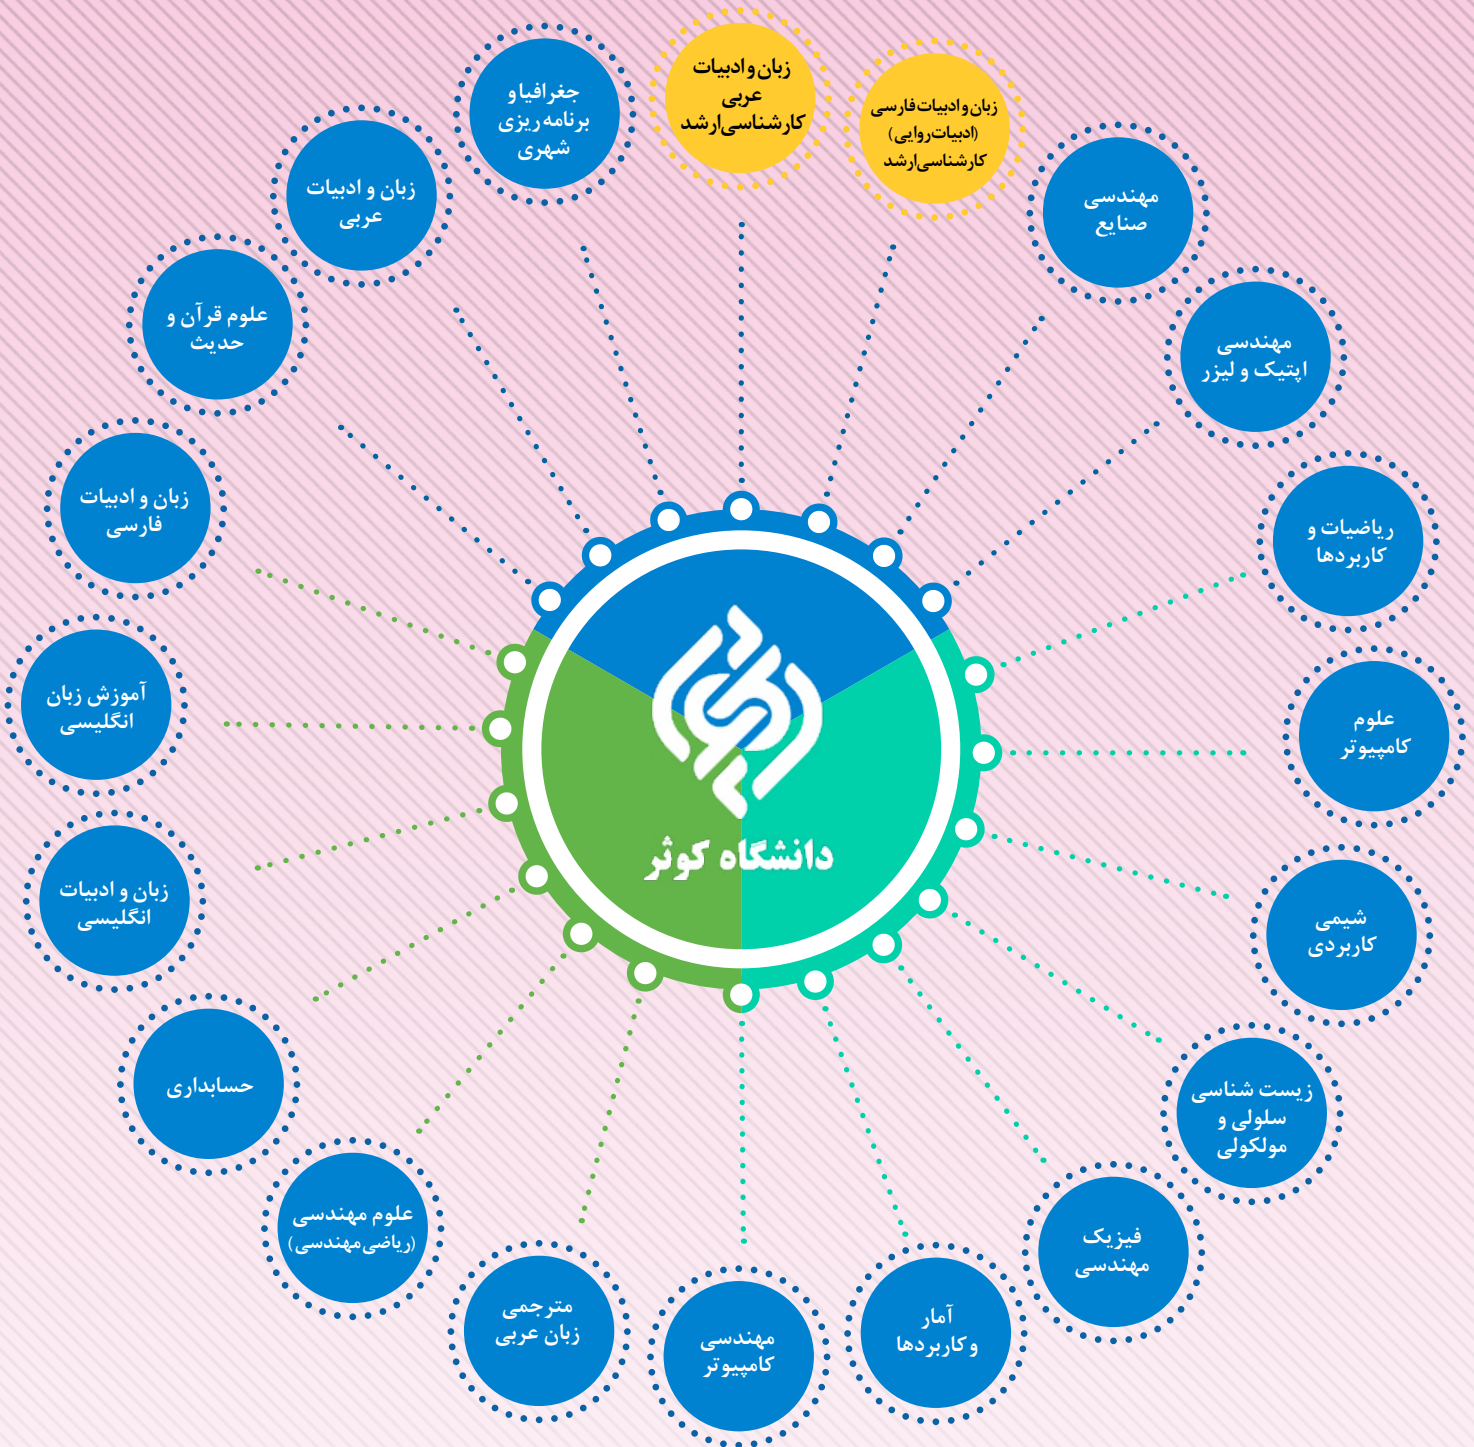 زبان و ادبیات
عربی
کارشناسی ارشد
زبان و ادبیات فارسی
(ادبیات روایی)
کارشناسی ارشد
مهندسی
صنایع
مهندسی
اپتیک و لیزر
ریاضیات و
کاربردها
علوم
کامپیوتر
شیمی
کاربردی
زیست شناسی
سلولی و
مولکولی
فیزیک
مهندسی
آمار
و کاربردها
مهندسی
کامپیوتر
مترجمی
زبان عربی
علوم مهندسی
(ریاضی مهندسی)
حسابداری
زبان و ادبیات
انگلیسی
آموزش زبان
انگلیسی
زبان و ادبیات
فارسی
علوم قرآن و
حدیث
زبان و ادبیات
عربی
جغرافیا و
برنامه ریزی
شهری
دانشگاه کوثر